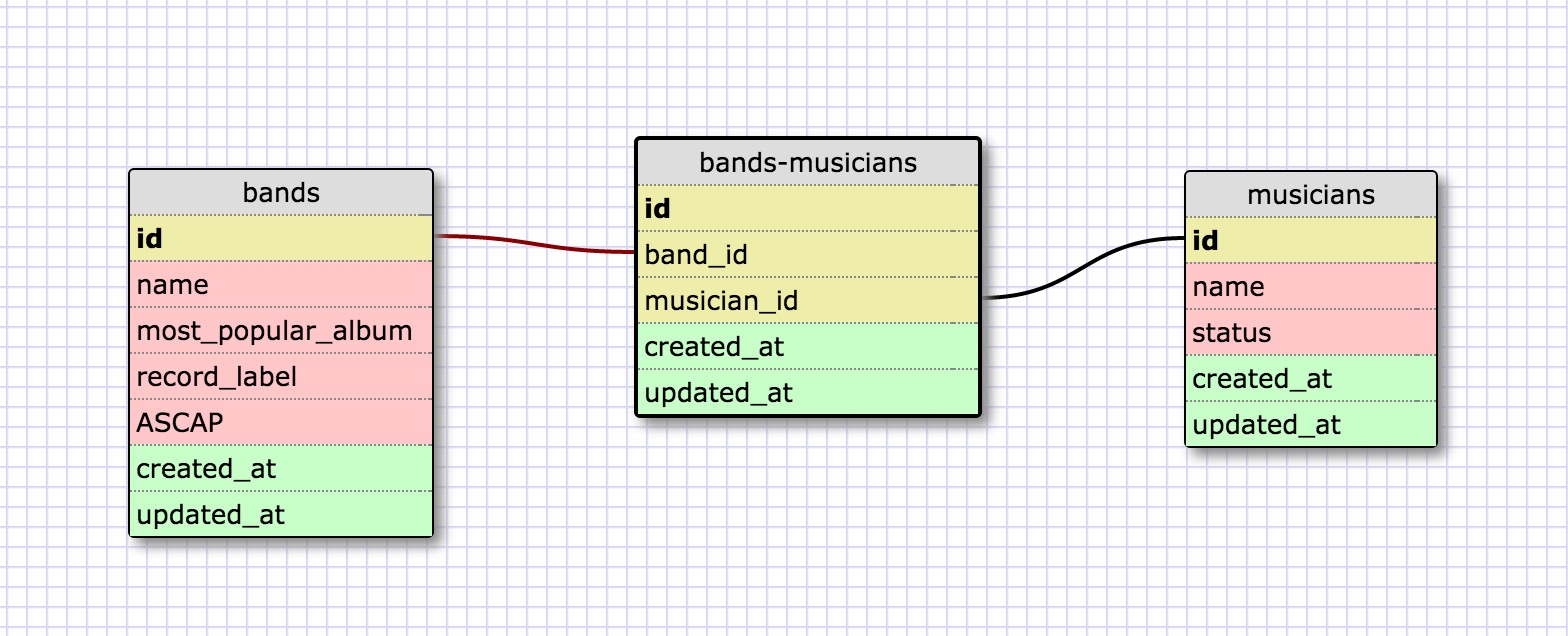 bands
id
name
most_popular_album
record_label
ASCAP
created_at
updated_at
bands-musicians
id
band_id
musician_id
created_at
updated_at
musicians
id
name
status
created_at
updated_at